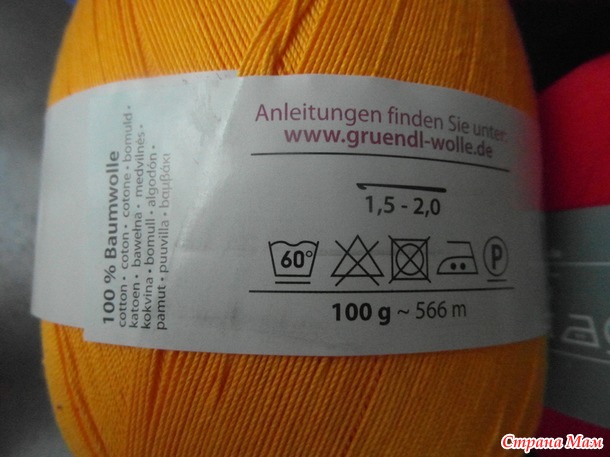 Anleitungen finden Sie unter:
www.gruendl-wolle.de
1,5 - 2,0
60°
P
100 g ~ 566 m
100 % Baumwolle
cotton • coton • cotone • bomuld •
katoen • bawełna • medvilnės •
kokvina • bomull • algodón •
pamut • puuvilla • βαμβάκι
Страна Мам